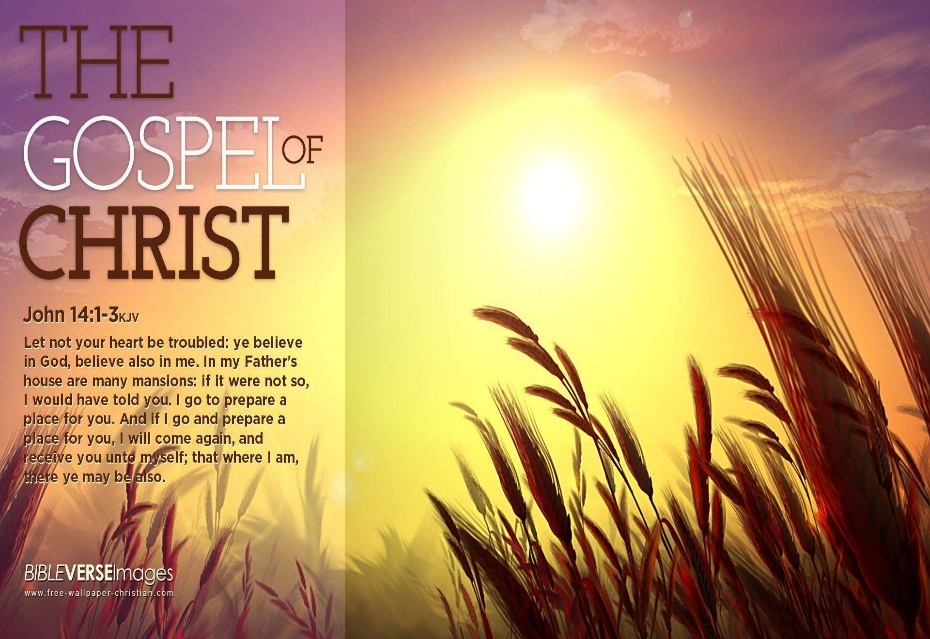 THE
GOSPEL OF
CHRIST
John 14:1-3KJV
Let not your heart be troubled: ye believe
in God, believe also in me. In my Father's
house are many mansions: if it were not so,
I would have told you. I go to prepare a
place for you. And if I go and prepare a
place for you, I will come again, and
receive you unto myself; that where I am,
there ye may be also.
BIBLEVERSEImages
www.free-wallpaper-christian.com